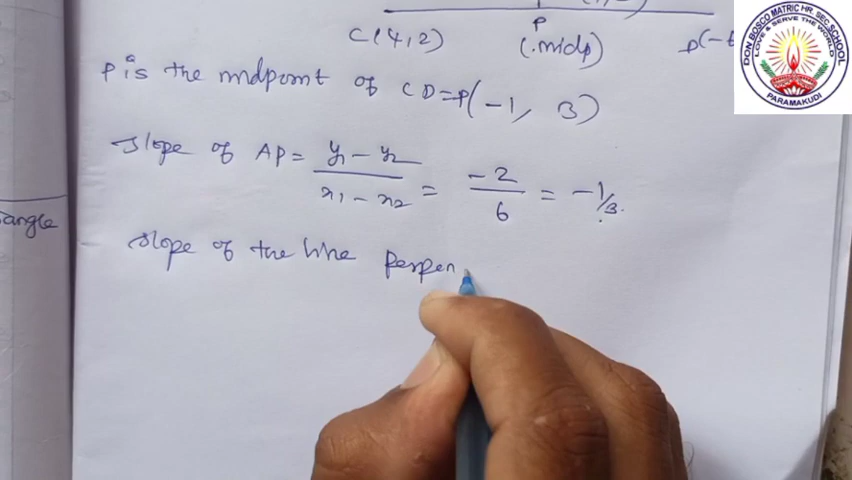 C(4,2) P D(-
(midp)
P is the midpoint of CD=P(-1, 3)
Slope of AP = y1 - y2 / x1 - x2 = -2 / 6 = -1/3.
angle
Slope of the line perpen
DON BOSCO MATRIC HR. SEC SCHOOL
LOVE & SERVE THE WORLD
PARAMAKUDI